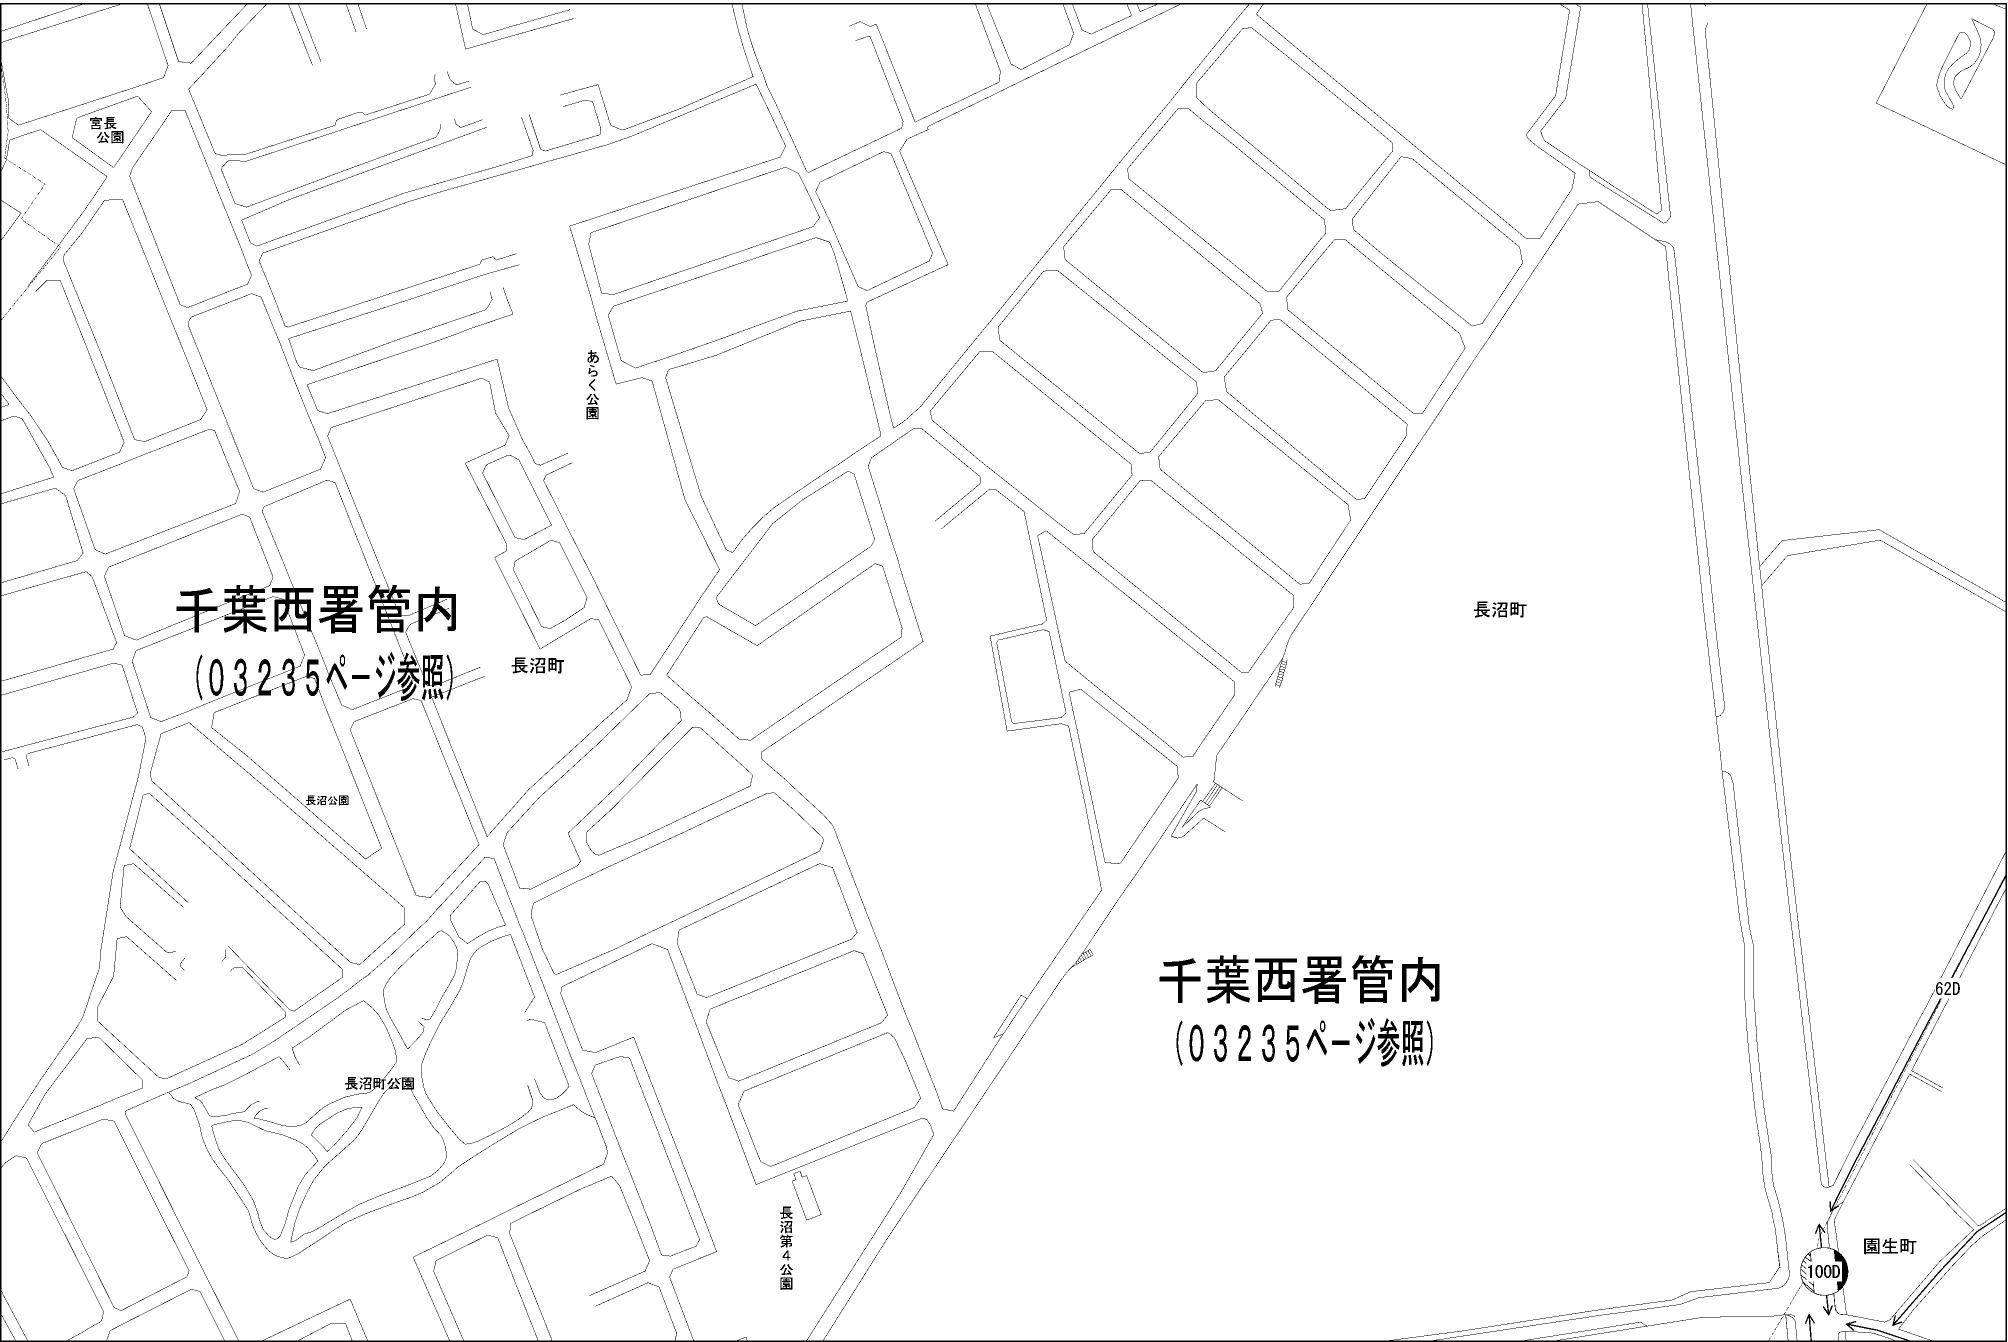 宮長
公園
あらく公園
千葉西署管内
(03235ページ参照)
長沼町
長沼町
長沼公園
千葉西署管内
(03235ページ参照)
62D
長沼町公園
長沼第4公園
園生町
100D